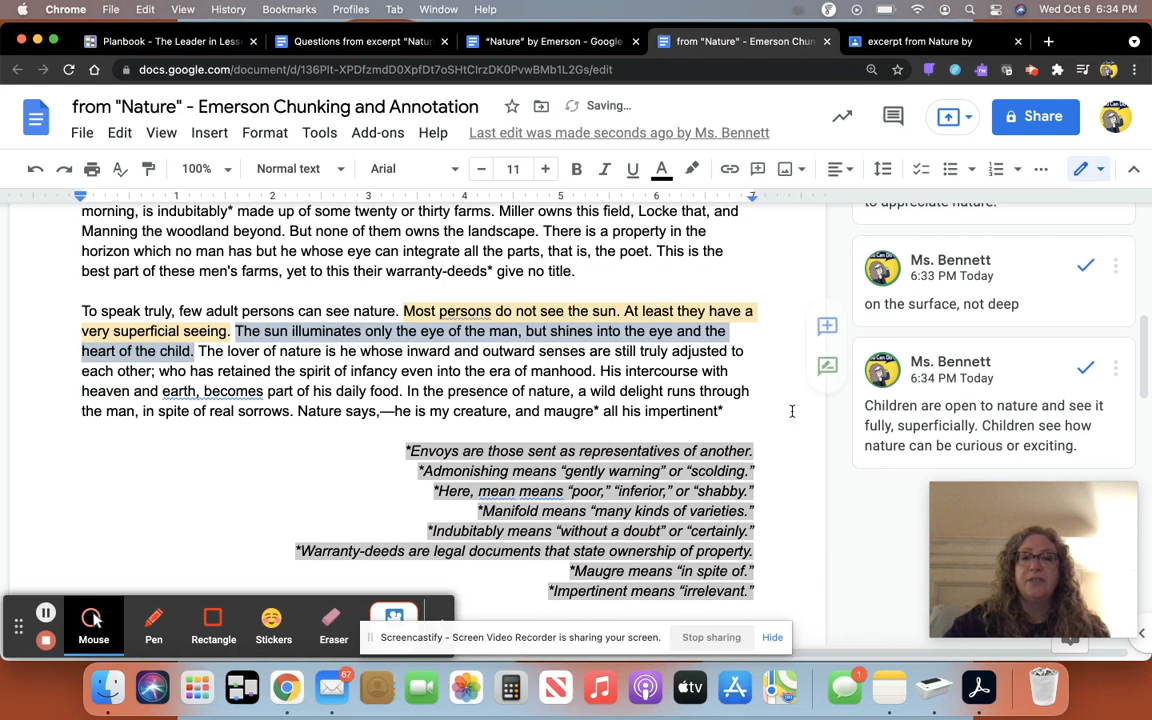 Chrome File Edit View History Bookmarks Profiles Tab Window Help Wed Oct 6 6:34 PM
Planbook - The Leader in Less
Questions from excerpt "Natur
"Nature" by Emerson - Google
from "Nature" - Emerson Chun
excerpt from Nature by
docs.google.com/document/d/136Plt-XPDfzmdD0XpfDt7oSHtClrzDK0PvwBMb1L2Gs/edit
from "Nature" - Emerson Chunking and Annotation
Saving...
Share
File Edit View Insert Format Tools Add-ons Help Last edit was made seconds ago by Ms. Bennett
100% Normal text Arial 11 B I U A
1 2 3 4 5 6 7
morning, is indubitably* made up of some twenty or thirty farms. Miller owns this field, Locke that, and
Manning the woodland beyond. But none of them owns the landscape. There is a property in the
horizon which no man has but he whose eye can integrate all the parts, that is, the poet. This is the
best part of these men's farms, yet to this their warranty-deeds* give no title.
To speak truly, few adult persons can see nature. Most persons do not see the sun. At least they have a
very superficial seeing. The sun illuminates only the eye of the man, but shines into the eye and the
heart of the child. The lover of nature is he whose inward and outward senses are still truly adjusted to
each other; who has retained the spirit of infancy even into the era of manhood. His intercourse with
heaven and earth, becomes part of his daily food. In the presence of nature, a wild delight runs through
the man, in spite of real sorrows. Nature says,—he is my creature, and maugre* all his impertinent*
*Envoys are those sent as representatives of another.
*Admonishing means “gently warning” or “scolding.”
*Here, mean means “poor,” “inferior,” or “shabby.”
*Manifold means “many kinds of varieties.”
*Indubitably means “without a doubt” or “certainly.”
*Warranty-deeds are legal documents that state ownership of property.
*Maugre means “in spite of.”
*Impertinent means “irrelevant.”
to appreciate nature.
Ms. Bennett
6:33 PM Today
on the surface, not deep
Ms. Bennett
6:34 PM Today
Children are open to nature and see it
fully, superficially. Children see how
nature can be curious or exciting.
Mouse Pen Rectangle Stickers Eraser
Screencastify - Screen Video Recorder is sharing your screen. Stop sharing Hide
67
1